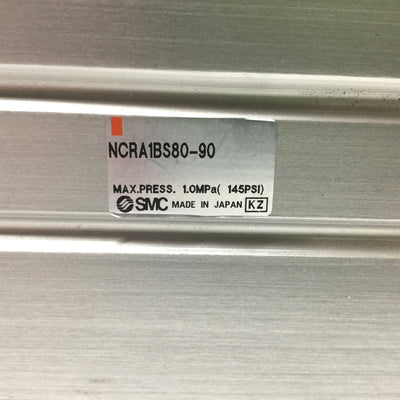 NCRA1BS80-90
MAX.PRESS. 1.0MPa( 145PSI)
SMC MADE IN JAPAN KZ